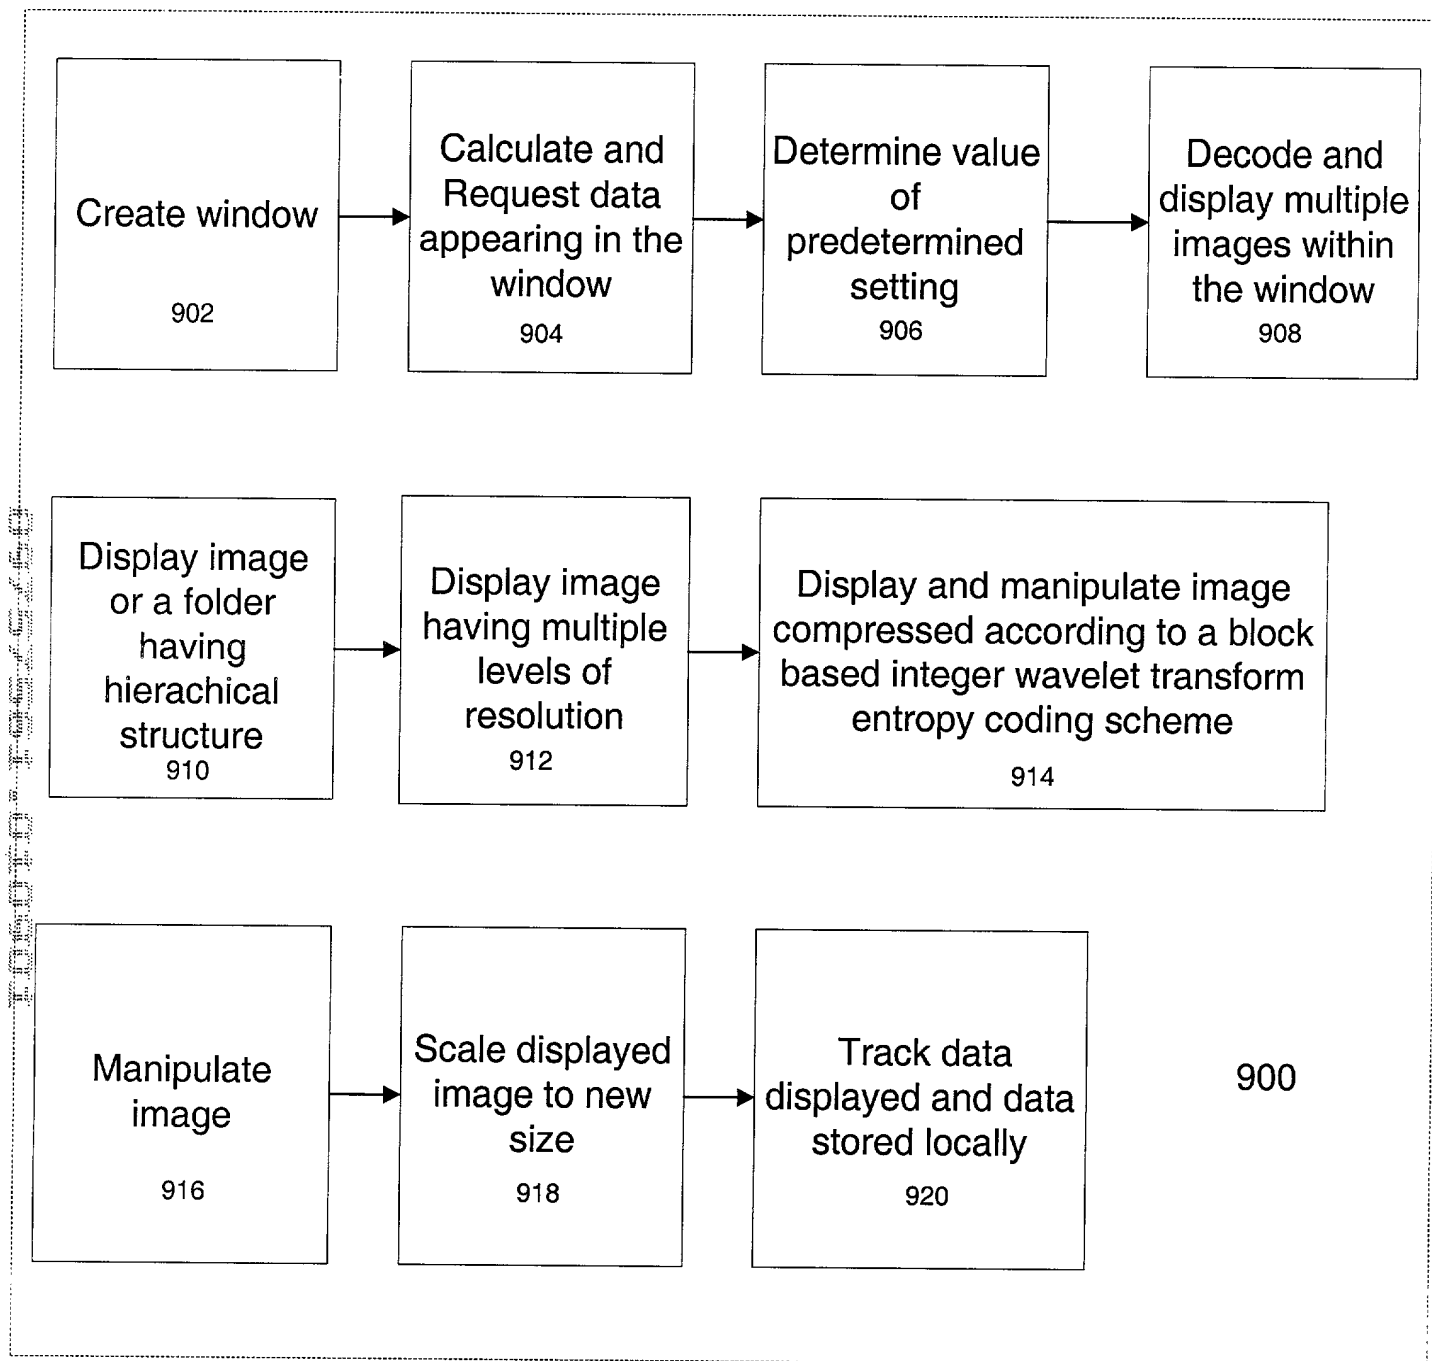 Create window
902
Calculate and
Request data
appearing in the
window
904
Determine value
of
predetermined
setting
906
Decode and
display multiple
images within
the window
908
Display image
or a folder
having
hierachical
structure
910
Display image
having multiple
levels of
resolution
912
Display and manipulate image
compressed according to a block
based integer wavelet transform
entropy coding scheme
914
Manipulate
image
916
Scale displayed
image to new
size
918
Track data
displayed and data
stored locally
920
900